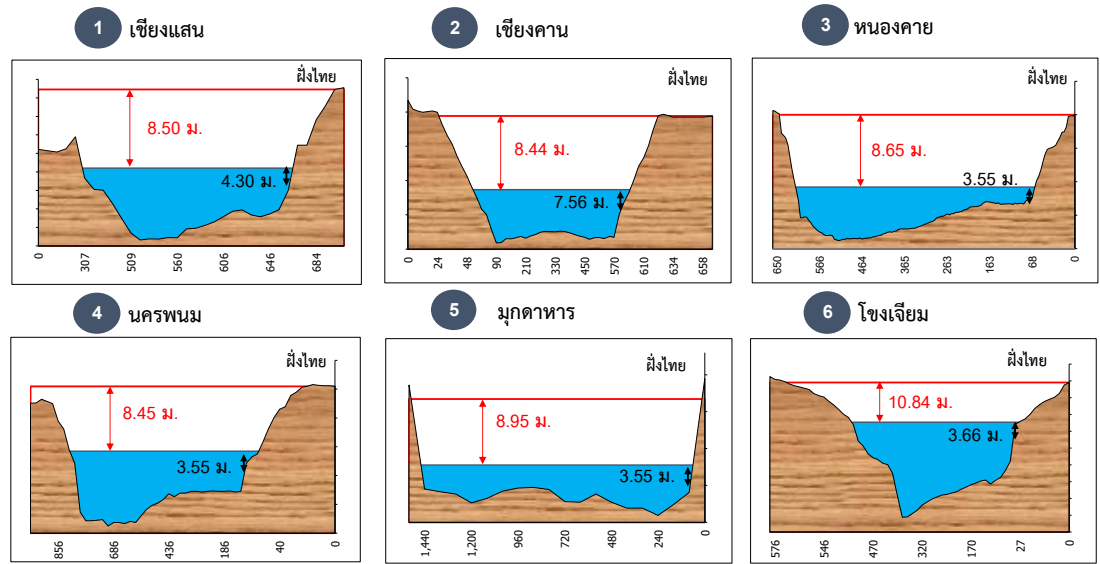 1 เชียงแสน
ฝั่งไทย
8.50 ม.
4.30 ม.
0 307 509 560 606 646 684
2 เชียงคาน
ฝั่งไทย
8.44 ม.
7.56 ม.
0 24 48 90 210 330 450 570 610 634 658
3 หนองคาย
ฝั่งไทย
8.65 ม.
3.55 ม.
650 566 464 365 263 163 68 0
4 นครพนม
ฝั่งไทย
8.45 ม.
3.55 ม.
856 686 436 186 40 0
5 มุกดาหาร
ฝั่งไทย
8.95 ม.
3.55 ม.
1,440 1,200 960 720 480 240 0
6 โขงเจียม
ฝั่งไทย
10.84 ม.
3.66 ม.
576 546 470 320 170 27 0